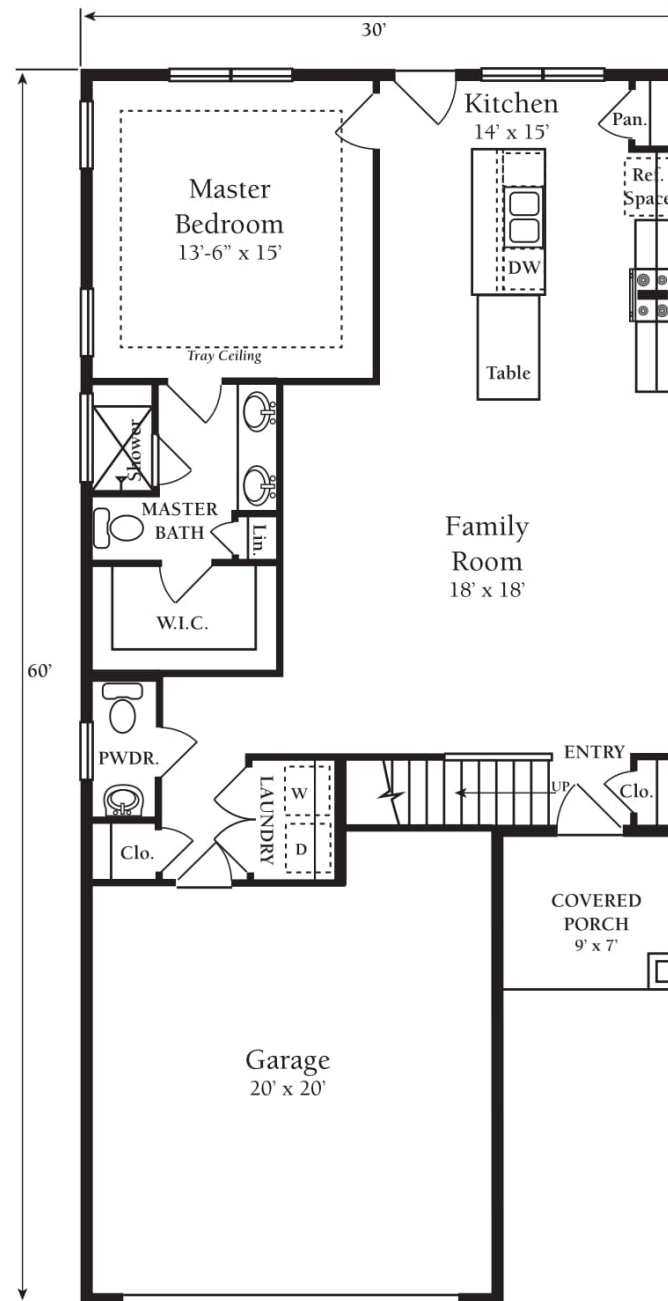 30’
Kitchen
14’ x 15’
Pan.
Master
Bedroom
13’-6” x 15’
Ref.
Space
DW
Tray Ceiling
Table
Shower
MASTER
BATH
Lin.
Family
Room
18’ x 18’
W.I.C.
60’
PWDR.
ENTRY
LAUNDRY
W
UP
Clo.
D
Clo.
COVERED
PORCH
9’ x 7’
Garage
20’ x 20’